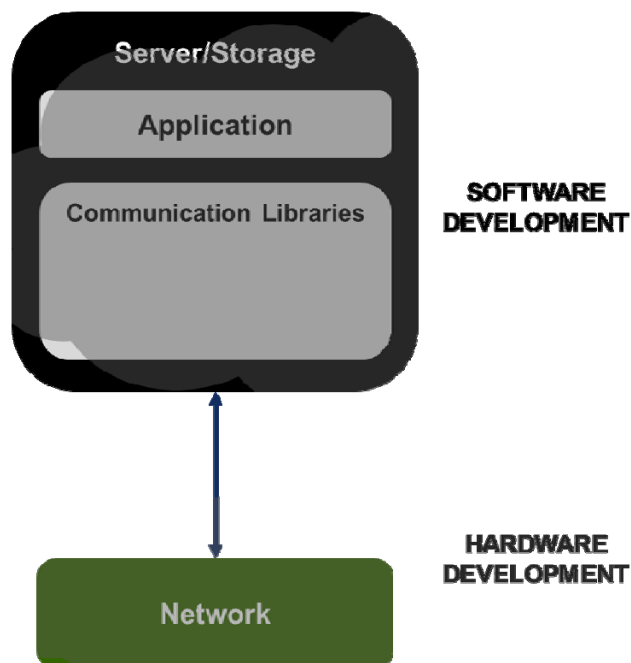 Server/Storage
Application
Communication Libraries
SOFTWARE
DEVELOPMENT
HARDWARE
DEVELOPMENT
Network